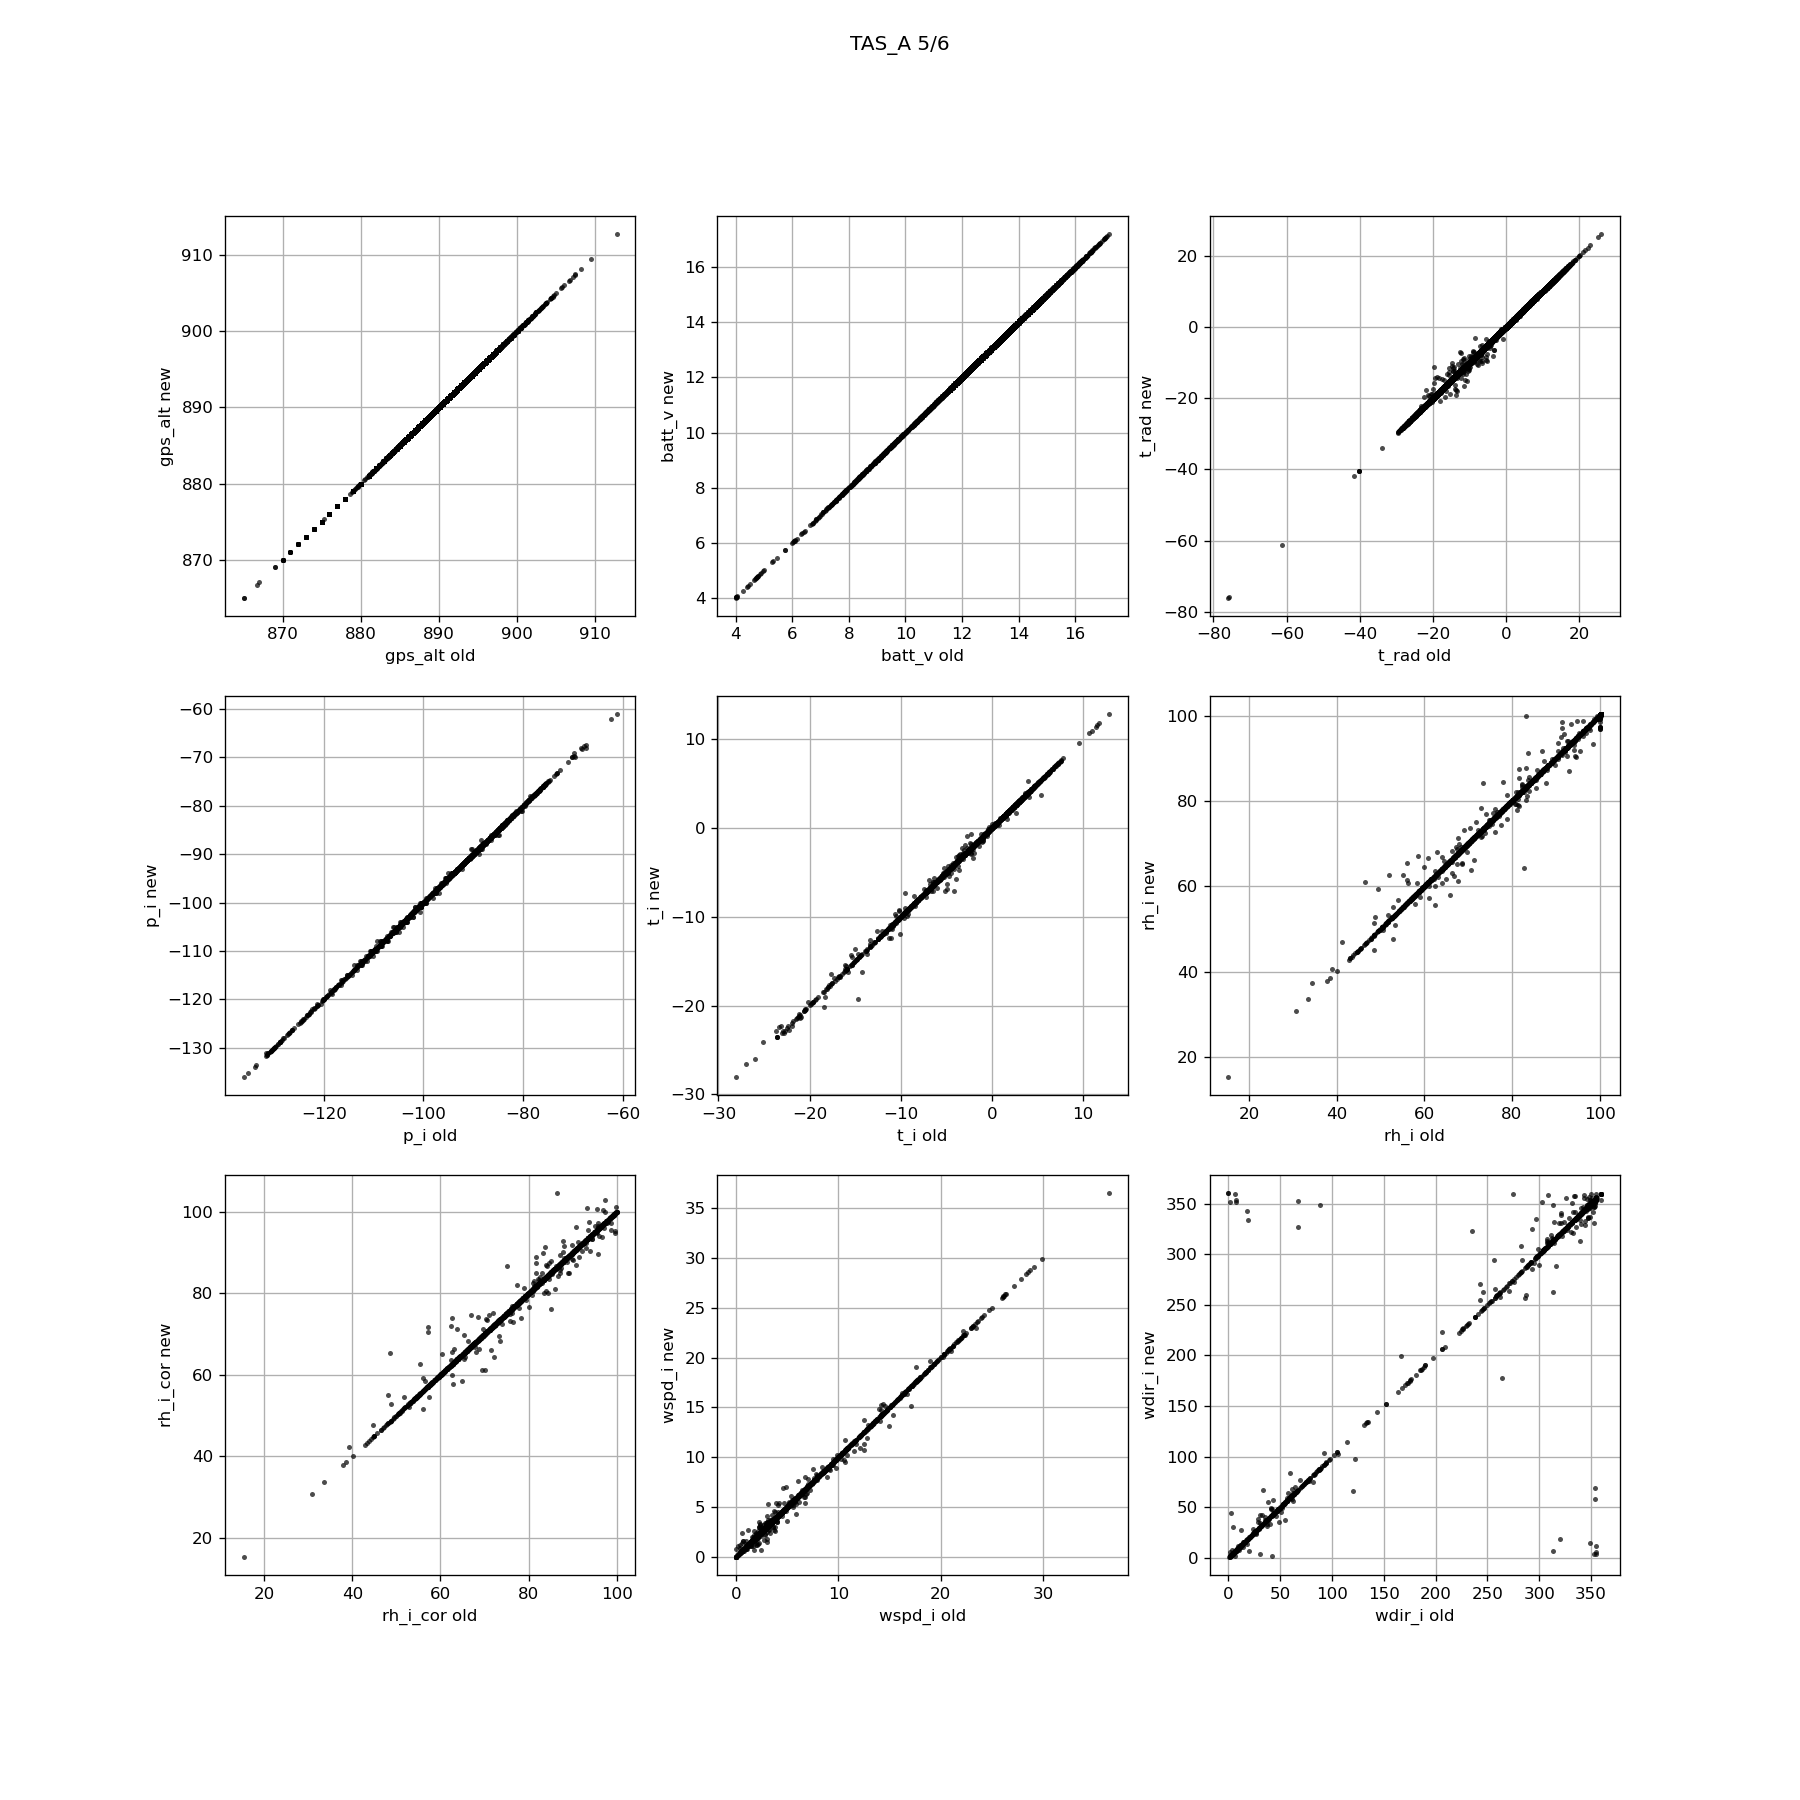 TAS_A 5/6
910
900
890
880
870
gps_alt new
870 880 890 900 910
gps_alt old
16
14
12
10
8
6
4
batt_v new
4 6 8 10 12 14 16
batt_v old
20
0
−20
−40
−60
−80
t_rad new
−80 −60 −40 −20 0 20
t_rad old
−60
−70
−80
−90
−100
−110
−120
−130
p_i new
−120 −100 −80 −60
p_i old
10
0
−10
−20
−30
t_i new
−30 −20 −10 0 10
t_i old
100
80
60
40
20
rh_i new
20 40 60 80 100
rh_i old
100
80
60
40
20
rh_i_cor new
20 40 60 80 100
rh_i_cor old
35
30
25
20
15
10
5
0
wspd_i new
0 10 20 30
wspd_i old
350
300
250
200
150
100
50
0
wdir_i new
0 50 100 150 200 250 300 350
wdir_i old